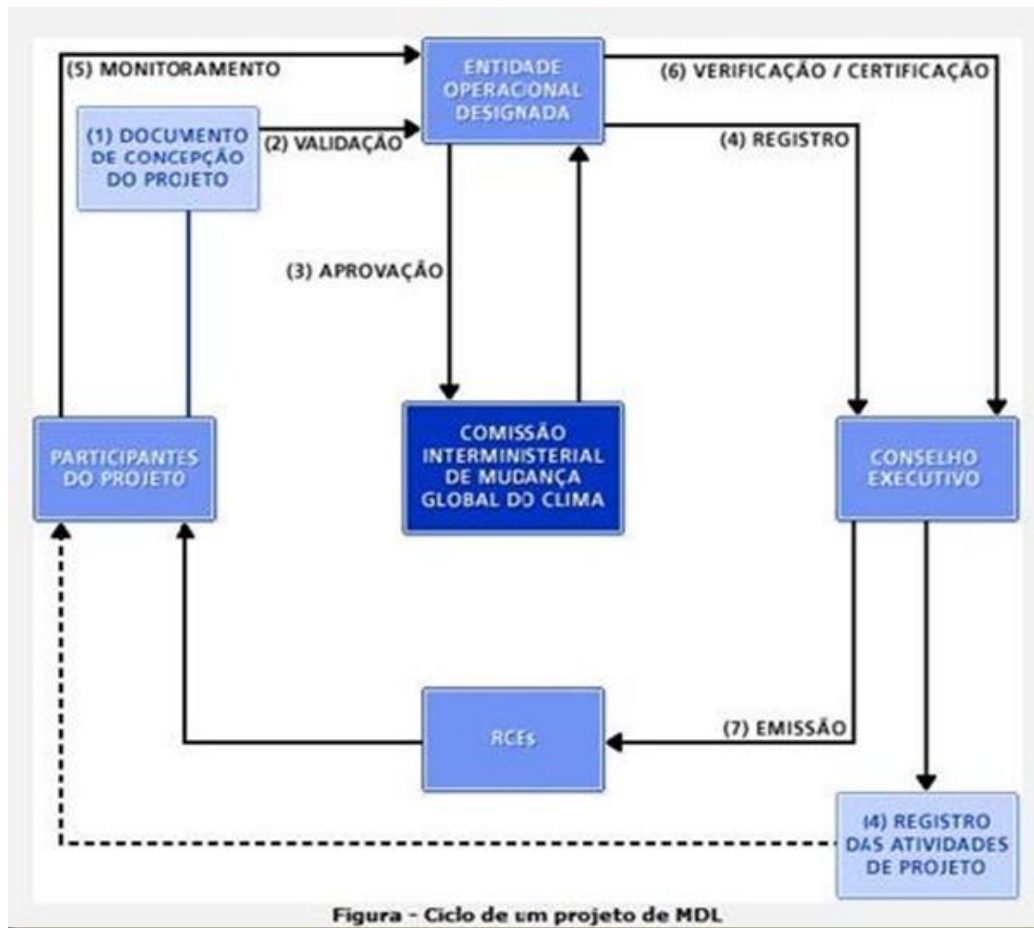 (5) MONITORAMENTO
ENTIDADE
OPERACIONAL
DESIGNADA
(6) VERIFICAÇÃO / CERTIFICAÇÃO
(1) DOCUMENTO
DE CONCEPÇÃO
DO PROJETO
(2) VALIDAÇÃO
(4) REGISTRO
(3) APROVAÇÃO
PARTICIPANTES
DO PROJETO
COMISSÃO
INTERMINISTERIAL
DE MUDANÇA
GLOBAL DO CLIMA
CONSELHO
EXECUTIVO
RCEs
(7) EMISSÃO
(4) REGISTRO
DAS ATIVIDADES
DE PROJETO
Figura - Ciclo de um projeto de MDL